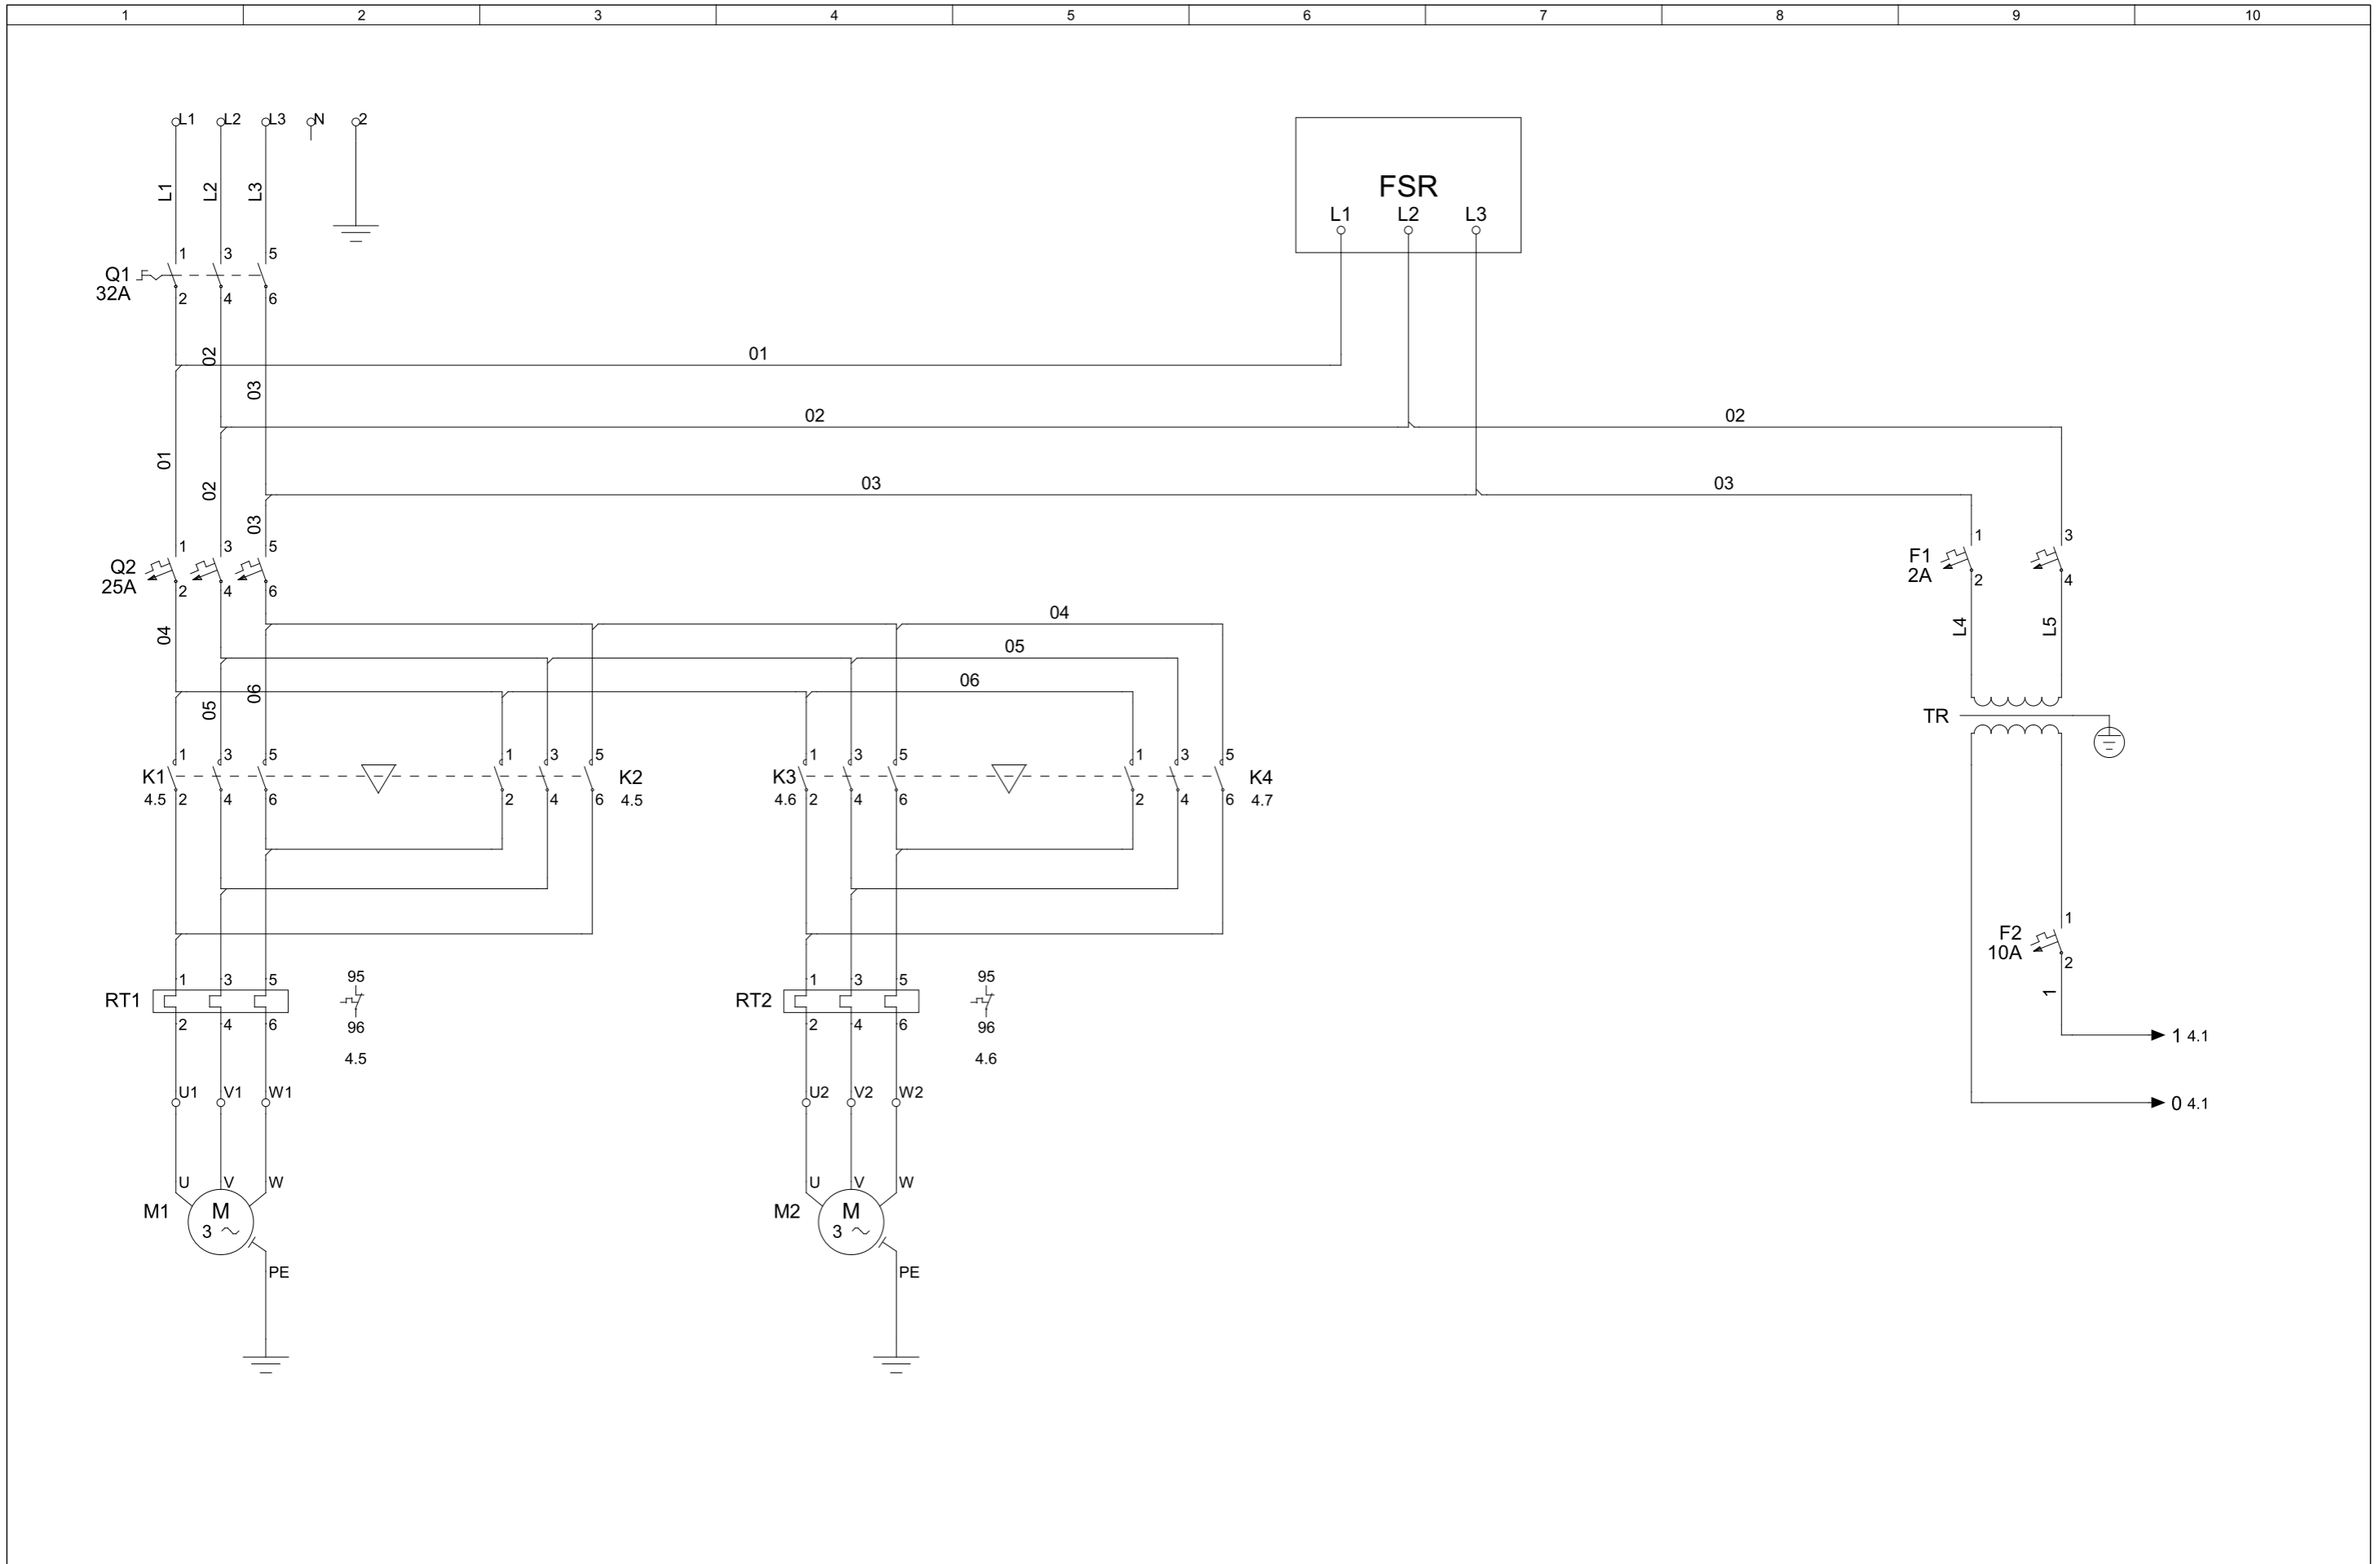 1 2 3 4 5 6 7 8 9 10
L1 L2 L3 N 2
L1 L2 L3
FSR
L1 L2 L3
1 3 5
Q1
32A
2 4 6
02 01
03
02 02
01
02 03 03
03
1 3 5
Q2
25A
2 4 6
1 3
F1
2A
2 4
04
04
05
06
05 06
L4 L5
TR
1 3 5 1 3 5 1 3 5 1 3 5
K1 K2 K3 K4
4.5 2 4 6 2 4 6 4.5 4.6 2 4 6 2 4 6 4.7
1
F2
10A
2
1
1 3 5 95 1 3 5 95
RT1 RT2
2 4 6 96 2 4 6 96
4.5 4.6
1 4.1
0 4.1
U1 V1 W1 U2 V2 W2
U V W U V W
M1 M M2 M
3 ~ 3 ~
PE PE